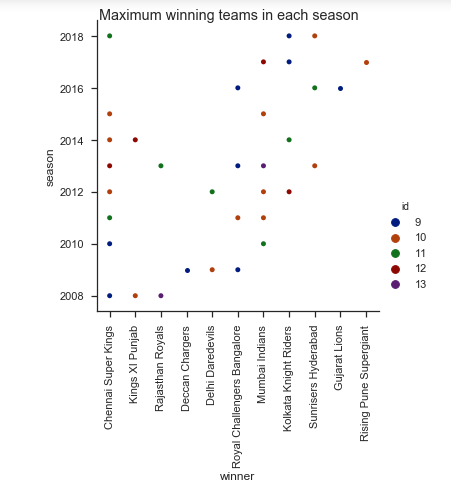 Maximum winning teams in each season
2018
2016
2014
2012
2010
2008
season
id
9
10
11
12
13
Chennai Super Kings
Kings XI Punjab
Rajasthan Royals
Deccan Chargers
Delhi Daredevils
Royal Challengers Bangalore
Mumbai Indians
Kolkata Knight Riders
Sunrisers Hyderabad
Gujarat Lions
Rising Pune Supergiant
winner